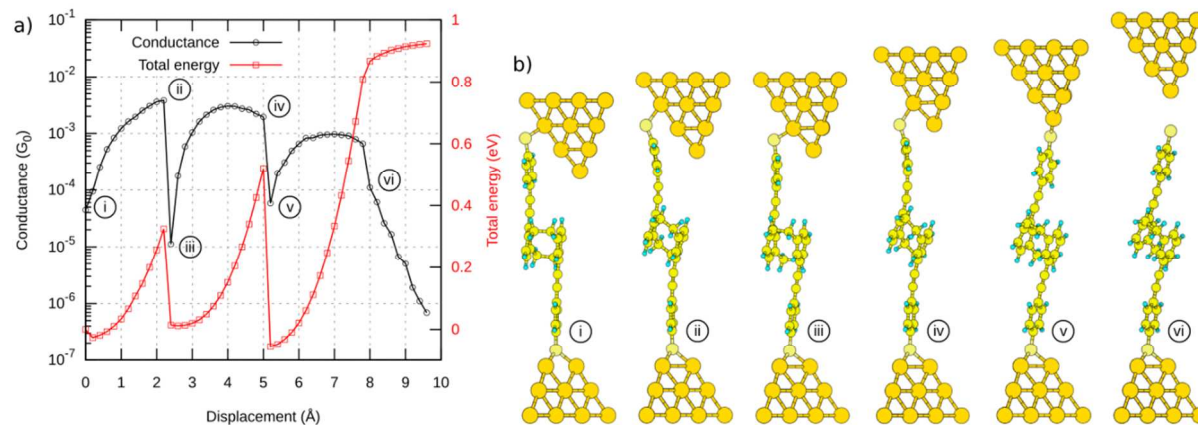 a)
Conductance
Total energy
10⁻¹
10⁻²
10⁻³
10⁻⁴
10⁻⁵
10⁻⁶
10⁻⁷
Conductance (G₀)
0 1 2 3 4 5 6 7 8 9 10
Displacement (Å)
1
0.8
0.6
0.4
0.2
0
Total energy (eV)
i
ii
iii
iv
v
vi
b)
i
ii
iii
iv
v
vi